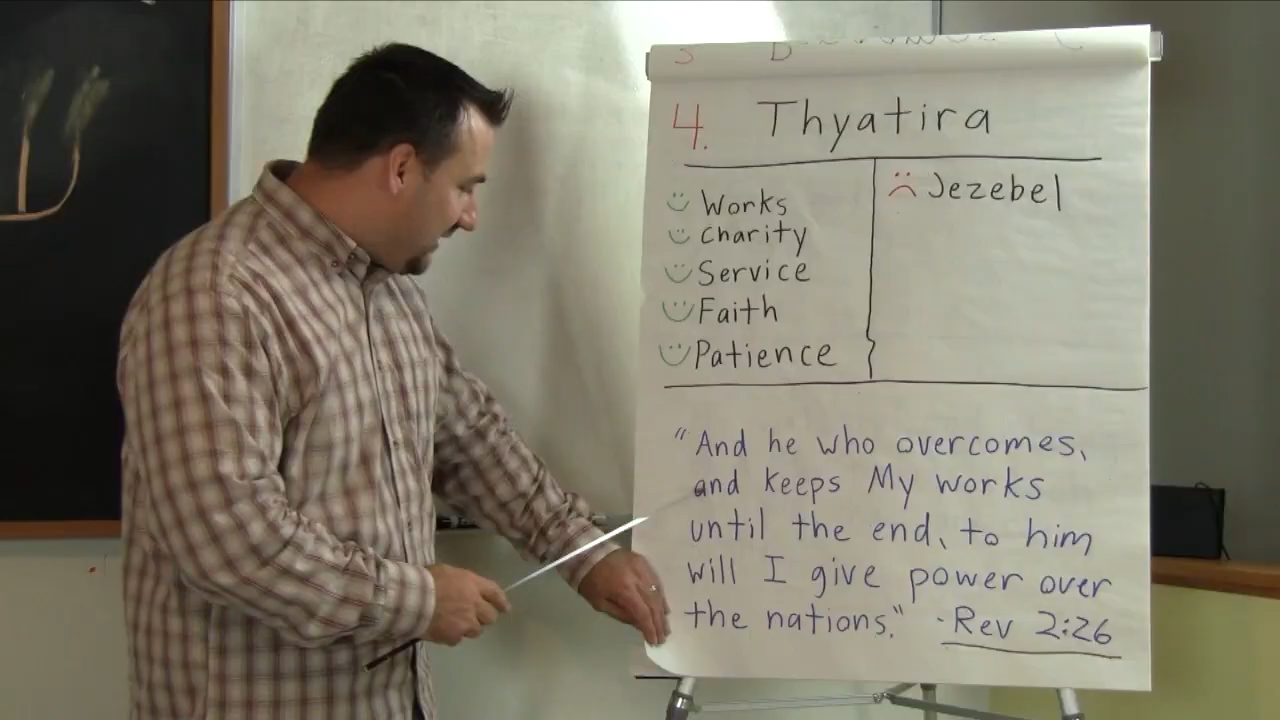 4. Thyatira
Works
Charity
Service
Faith
Patience
Jezebel
"And he who overcomes,
and keeps My works
until the end, to him
will I give power over
the nations." - Rev 2:26